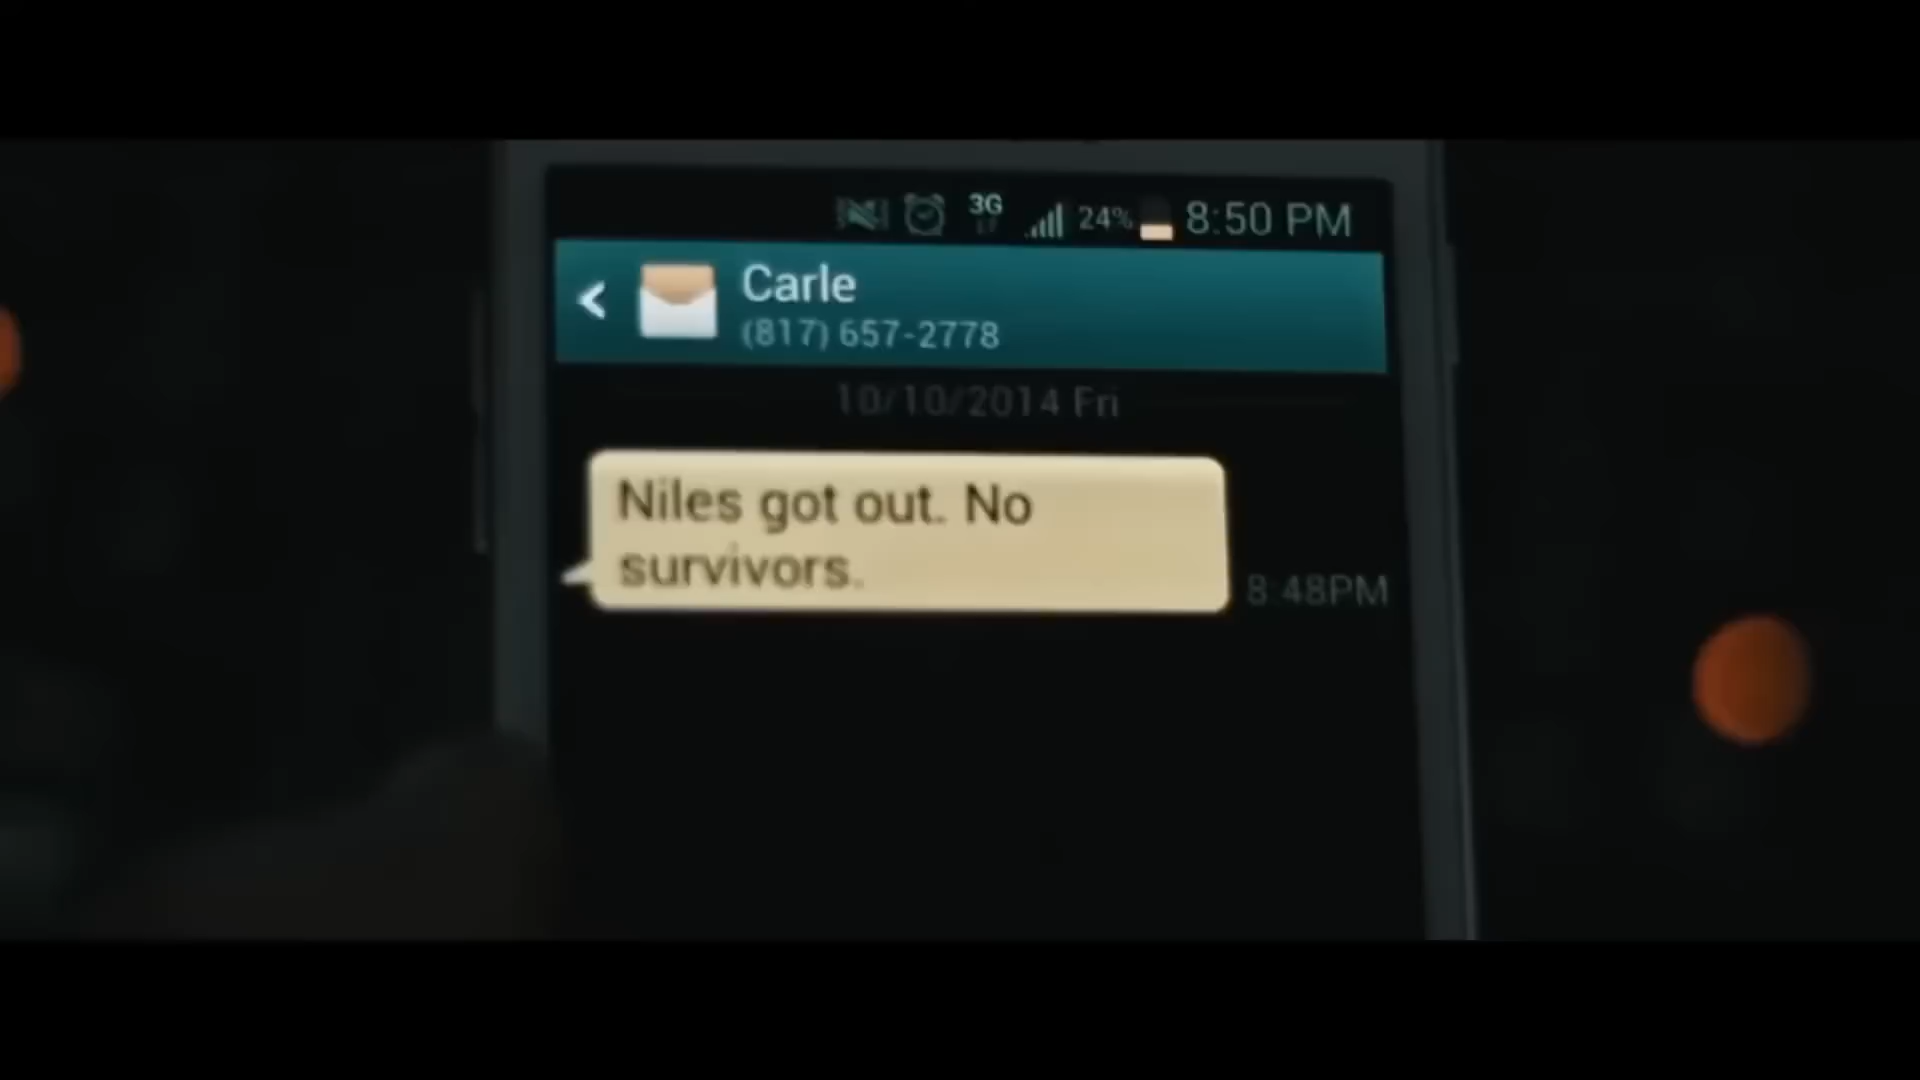 3G
24%
8:50 PM
Carle
(817) 657-2778
10/10/2014 Fri
Niles got out. No
survivors.
8:48PM